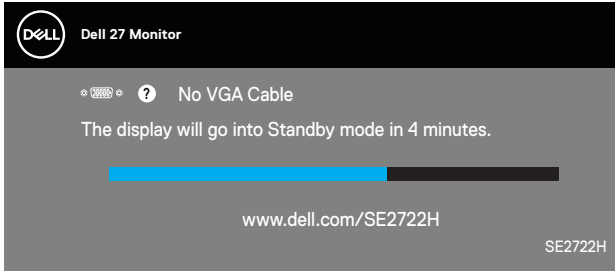 DELL
Dell 27 Monitor
? No VGA Cable
The display will go into Standby mode in 4 minutes.
www.dell.com/SE2722H
SE2722H